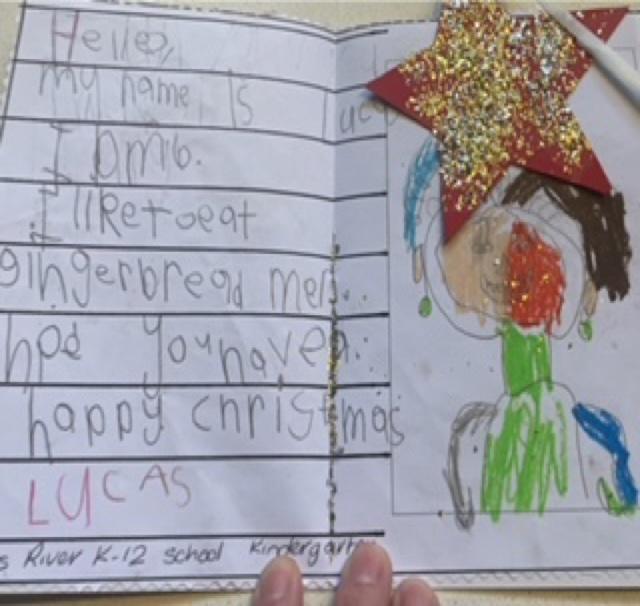 Hello,
my name is Luc
I am 6.
I like to eat
gingerbread men.
hpe you have a
happy christmas
LUCAS
s River K-12 school Kindergarten